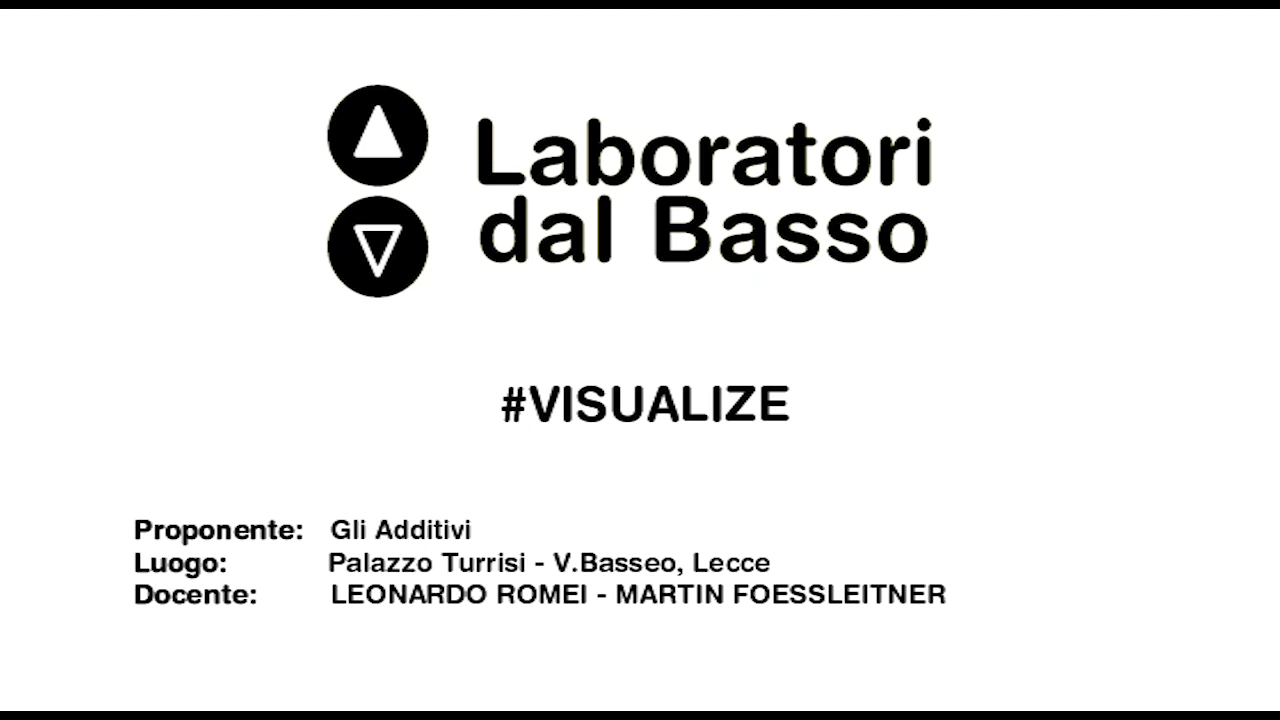 Laboratori
dal Basso
#VISUALIZE
Proponente: Gli Additivi
Luogo: Palazzo Turrisi - V.Basseo, Lecce
Docente: LEONARDO ROMEI - MARTIN FOESSLEITNER